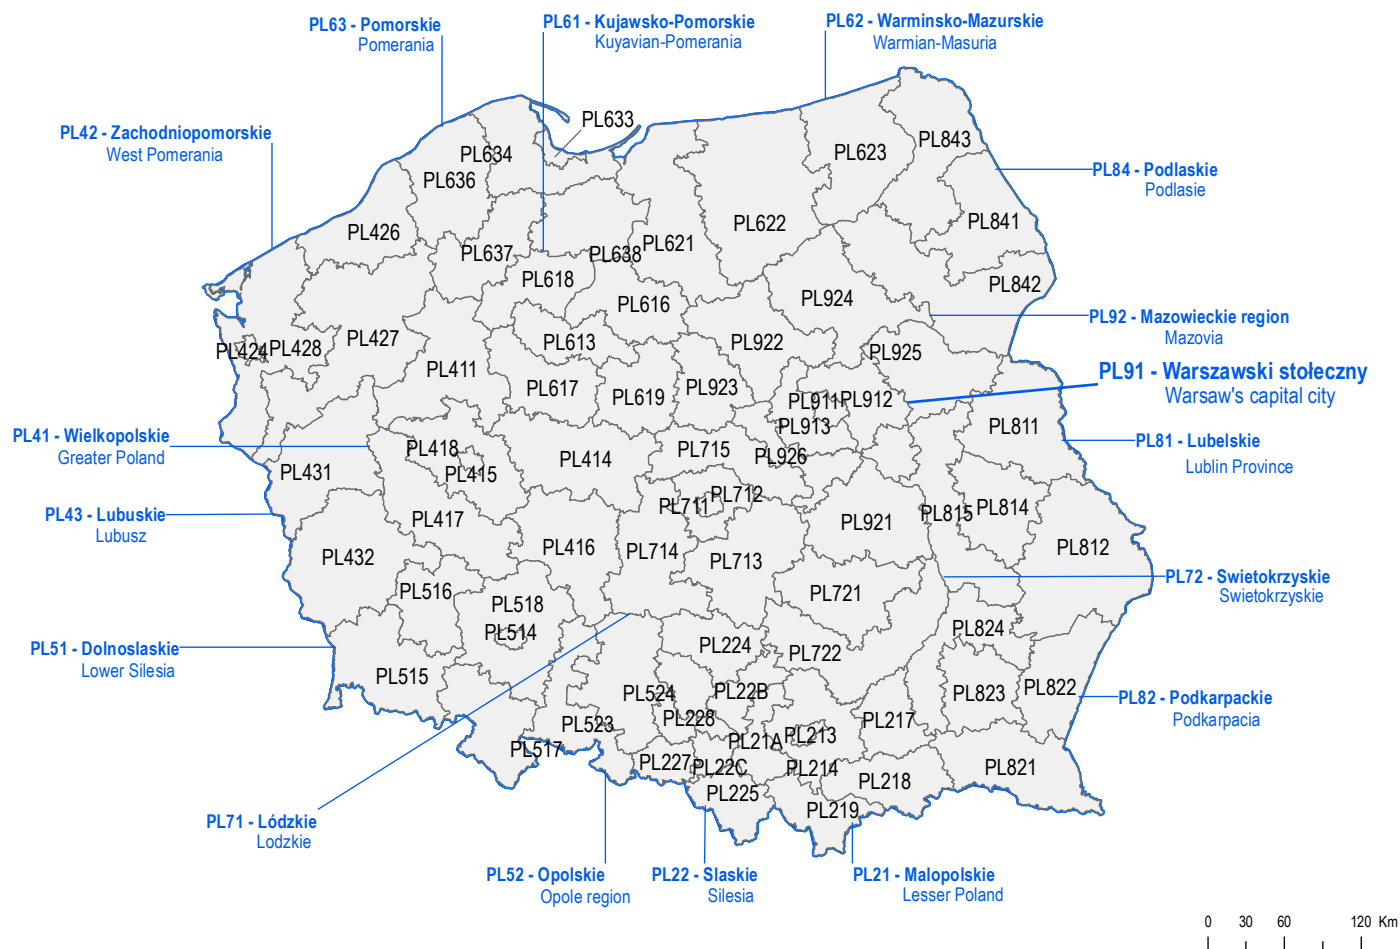 PL63 - Pomorskie
Pomerania
PL61 - Kujawsko-Pomorskie
Kuyavian-Pomerania
PL62 - Warminsko-Mazurskie
Warmian-Masuria
PL42 - Zachodniopomorskie
West Pomerania
PL633
PL634
PL636
PL623
PL843
PL84 - Podlaskie
Podlasie
PL426
PL622
PL841
PL621
PL637
PL638
PL618
PL842
PL924
PL616
PL92 - Mazowieckie region
Mazovia
PL427
PL613
PL922
PL424
PL428
PL925
PL411
PL91 - Warszawski stołeczny
Warsaw's capital city
PL617
PL619
PL923
PL911
PL912
PL913
PL811
PL41 - Wielkopolskie
Greater Poland
PL81 - Lubelskie
Lublin Province
PL418
PL715
PL926
PL414
PL431
PL415
PL43 - Lubuskie
Lubusz
PL712
PL711
PL815
PL814
PL417
PL921
PL432
PL416
PL714
PL713
PL812
PL72 - Swietokrzyskie
Swietokrzyskie
PL516
PL518
PL721
PL514
PL824
PL51 - Dolnoslaskie
Lower Silesia
PL224
PL722
PL515
PL524
PL22B
PL823
PL822
PL82 - Podkarpackie
Podkarpacia
PL523
PL228
PL217
PL213
PL21A
PL517
PL227
PL22C
PL214
PL821
PL218
PL225
PL219
PL71 - Lódzkie
Lodzkie
PL52 - Opolskie
Opole region
PL22 - Slaskie
Silesia
PL21 - Malopolskie
Lesser Poland
0 30 60 120 Km